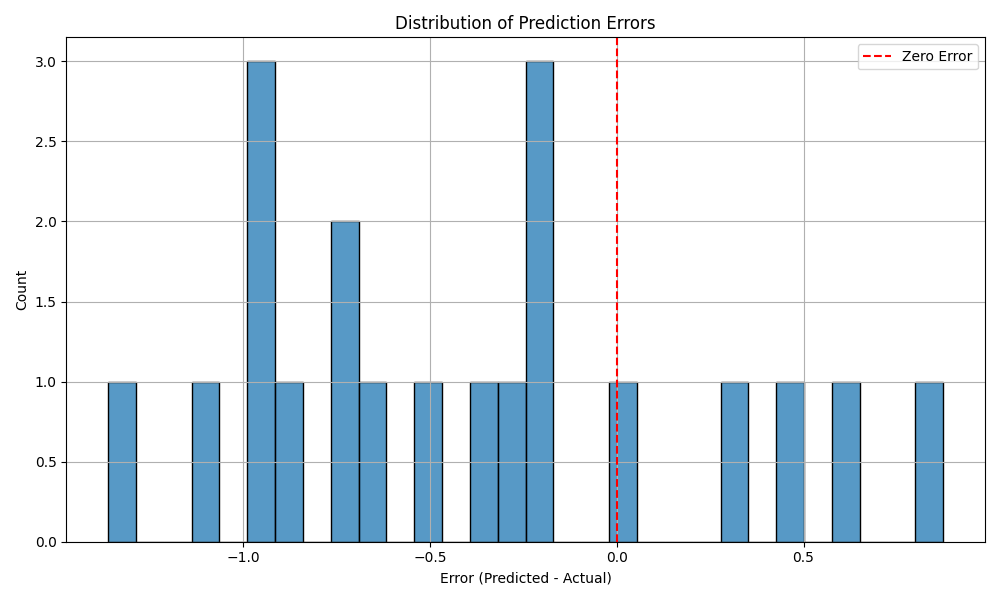 Distribution of Prediction Errors
Zero Error
Count
3.0
2.5
2.0
1.5
1.0
0.5
0.0
−1.0
−0.5
0.0
0.5
Error (Predicted - Actual)